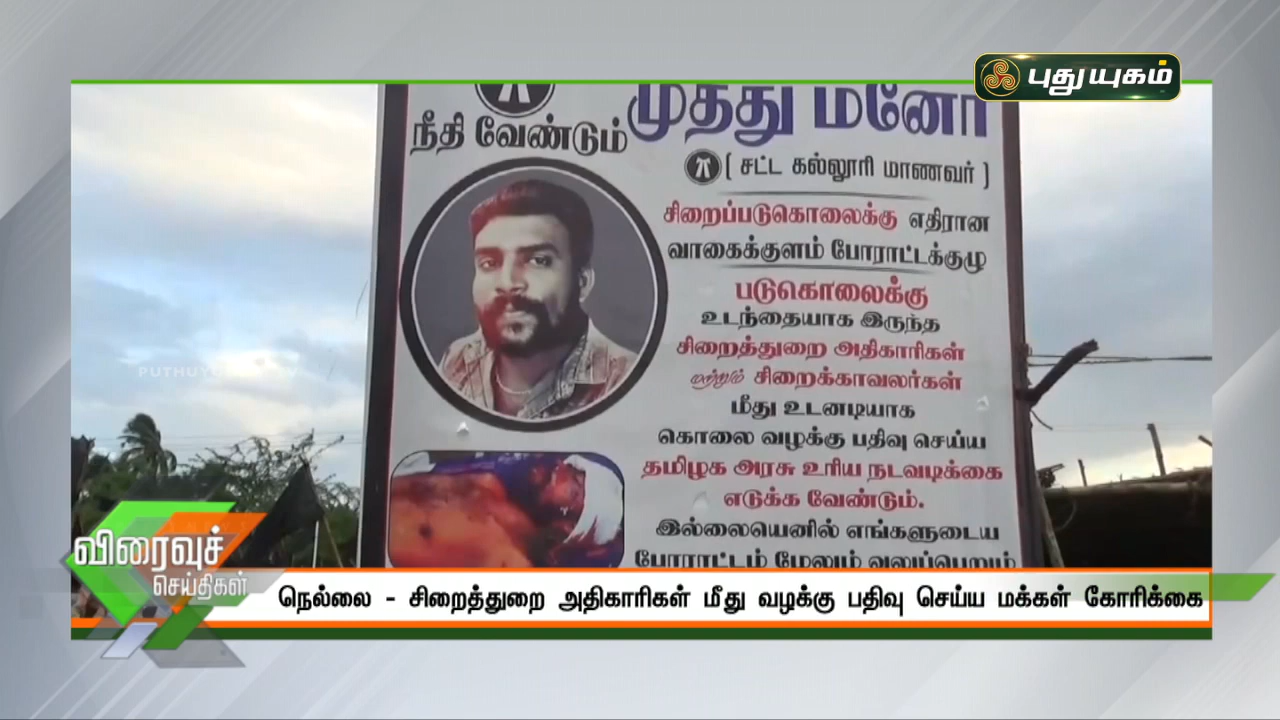 புதுயுகம்
நீதி வேண்டும்
முத்து மனோ
( சட்ட கல்லூரி மாணவர் )
சிறைப்படுகொலைக்கு எதிரான
வாகைக்குளம் போராட்டக்குழு
படுகொலைக்கு
உடந்தையாக இருந்த
சிறைத்துறை அதிகாரிகள்
மற்றும் சிறைக்காவலர்கள்
மீது உடனடியாக
கொலை வழக்கு பதிவு செய்ய
தமிழக அரசு உரிய நடவடிக்கை
எடுக்க வேண்டும்.
இல்லையெனில் எங்களுடைய
போராட்டம் மேலும் வலுப்பெறும்
விரைவுச்
செய்திகள்
நெல்லை - சிறைத்துறை அதிகாரிகள் மீது வழக்கு பதிவு செய்ய மக்கள் கோரிக்கை